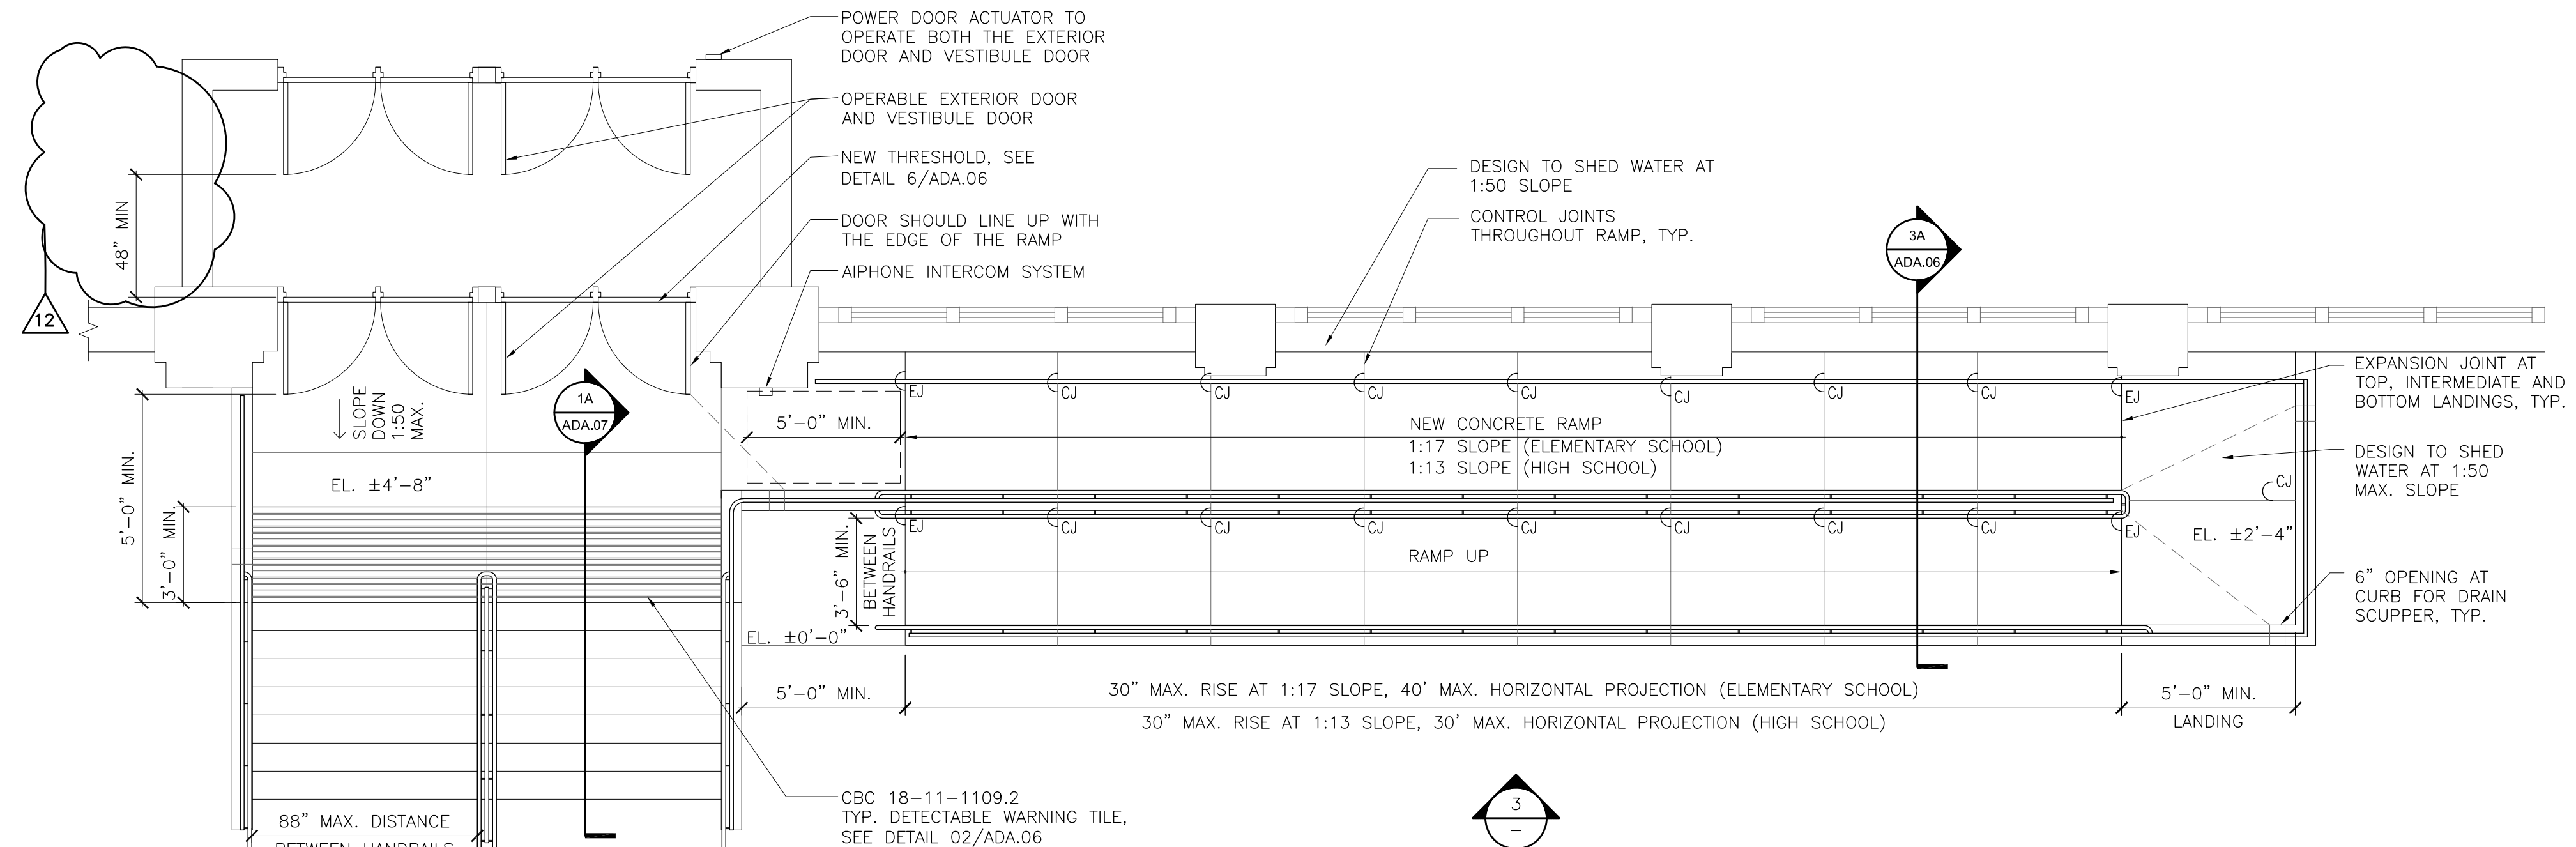 POWER DOOR ACTUATOR TO
OPERATE BOTH THE EXTERIOR
DOOR AND VESTIBULE DOOR
OPERABLE EXTERIOR DOOR
AND VESTIBULE DOOR
NEW THRESHOLD, SEE
DETAIL 6/ADA.06
DOOR SHOULD LINE UP WITH
THE EDGE OF THE RAMP
AIPHONE INTERCOM SYSTEM
48" MIN
12
DESIGN TO SHED WATER AT
1:50 SLOPE
CONTROL JOINTS
THROUGHOUT RAMP, TYP.
3A
ADA.06
EXPANSION JOINT AT
TOP, INTERMEDIATE AND
BOTTOM LANDINGS, TYP.
DESIGN TO SHED
WATER AT 1:50
MAX. SLOPE
6" OPENING AT
CURB FOR DRAIN
SCUPPER, TYP.
SLOPE
DOWN
1:50
MAX.
1A
ADA.07
5'-0" MIN.
EJ
CJ
CJ
CJ
CJ
CJ
CJ
CJ
EJ
NEW CONCRETE RAMP
1:17 SLOPE (ELEMENTARY SCHOOL)
1:13 SLOPE (HIGH SCHOOL)
CJ
5'-0" MIN.
3'-0" MIN.
EL. ±4'-8"
3'-6" MIN.
BETWEEN
HANDRAILS
EJ
CJ
CJ
CJ
CJ
CJ
CJ
CJ
EJ
RAMP UP
EL. ±2'-4"
EL. ±0'-0"
5'-0" MIN.
30" MAX. RISE AT 1:17 SLOPE, 40' MAX. HORIZONTAL PROJECTION (ELEMENTARY SCHOOL)
30" MAX. RISE AT 1:13 SLOPE, 30' MAX. HORIZONTAL PROJECTION (HIGH SCHOOL)
5'-0" MIN.
LANDING
CBC 18-11-1109.2
TYP. DETECTABLE WARNING TILE,
SEE DETAIL 02/ADA.06
3
–
88" MAX. DISTANCE
BETWEEN HANDRAILS